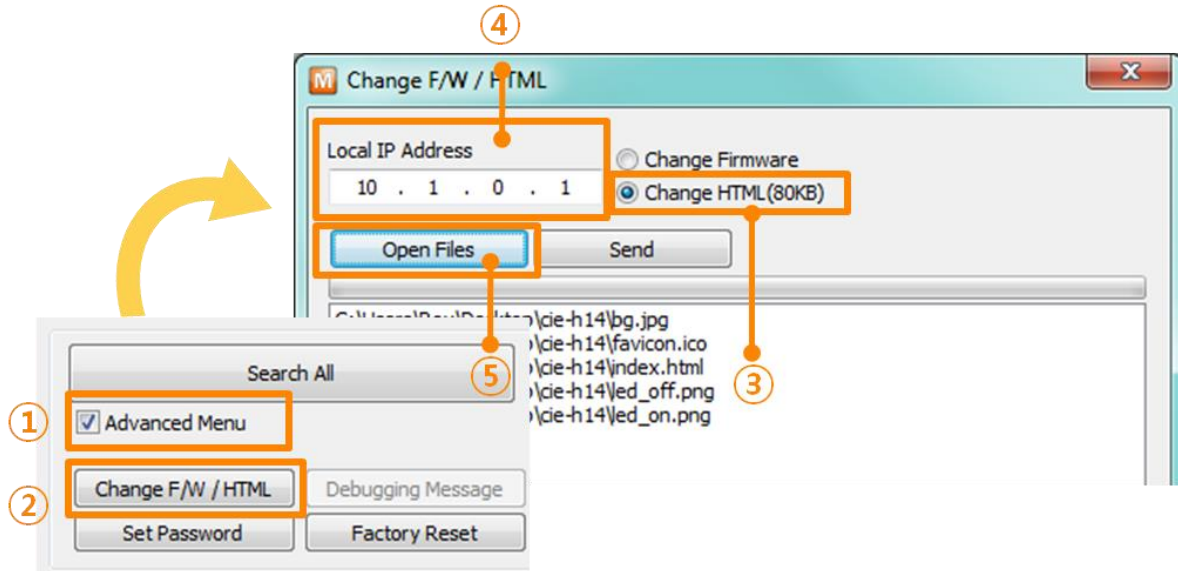 ④
M Change F/W / HTML
Local IP Address
10 . 1 . 0 . 1
Change Firmware
Change HTML(80KB)
Open Files
Send
\cie-h14\bg.jpg
\cie-h14\favicon.ico
\cie-h14\index.html
\cie-h14\led_off.png
\cie-h14\led_on.png
③
⑤
Search All
①
Advanced Menu
②
Change F/W / HTML
Debugging Message
Set Password
Factory Reset